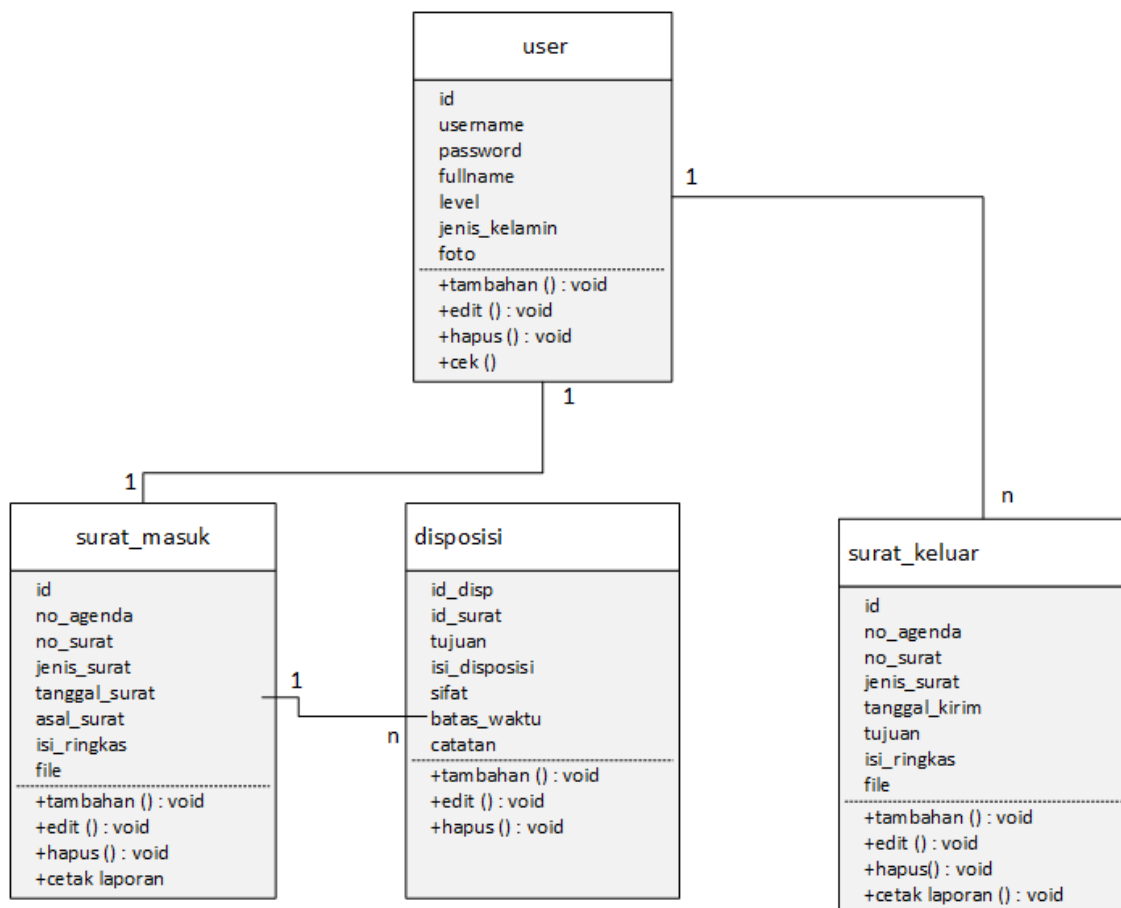 user
id
username
password
fullname
level
jenis_kelamin
foto
+tambahan () : void
+edit () : void
+hapus () : void
+cek ()
1
1
1
n
surat_masuk
id
no_agenda
no_surat
jenis_surat
tanggal_surat
asal_surat
isi_ringkas
file
+tambahan () : void
+edit () : void
+hapus () : void
+cetak laporan
1
n
disposisi
id_disp
id_surat
tujuan
isi_disposisi
sifat
batas_waktu
catatan
+tambahan () : void
+edit () : void
+hapus () : void
surat_keluar
id
no_agenda
no_surat
jenis_surat
tanggal_kirim
tujuan
isi_ringkas
file
+tambahan () : void
+edit () : void
+hapus() : void
+cetak laporan () : void